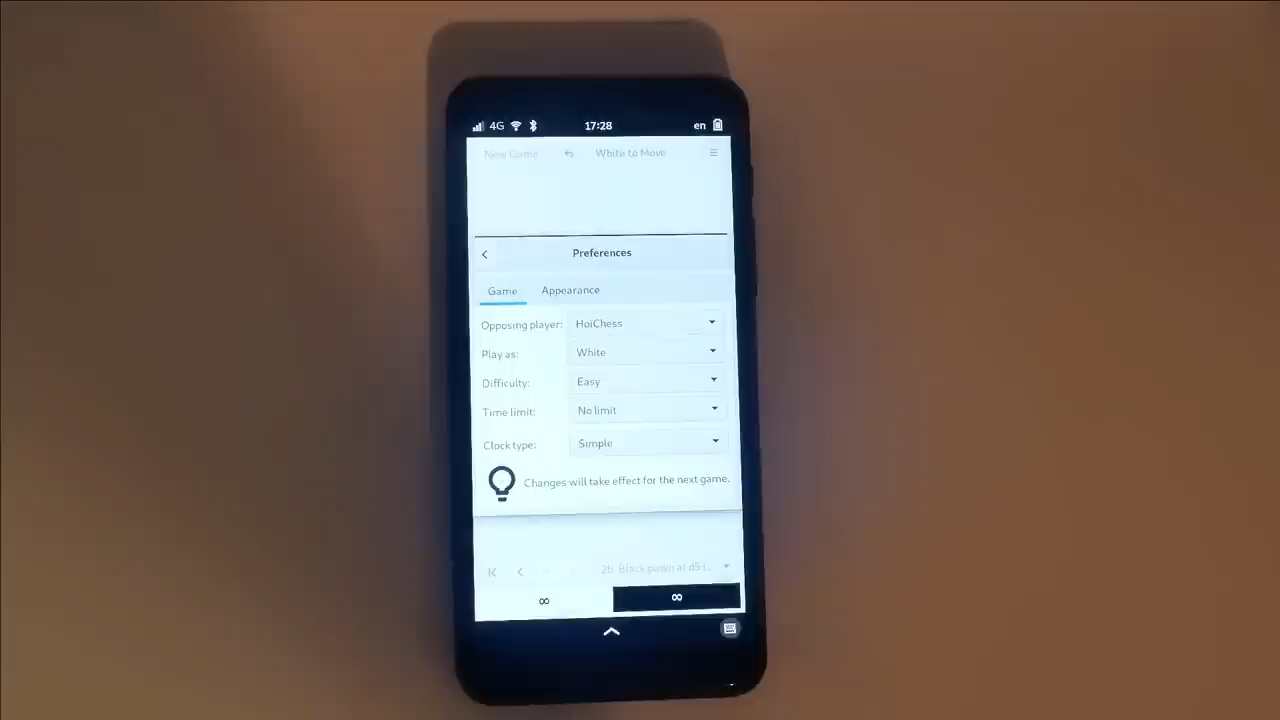 4G 17:28 en
New Game White to Move
Preferences
Game Appearance
Opposing player: HoiChess
Play as: White
Difficulty: Easy
Time limit: No limit
Clock type: Simple
Changes will take effect for the next game.
2b. Black pawn at d5 t...
∞ ∞